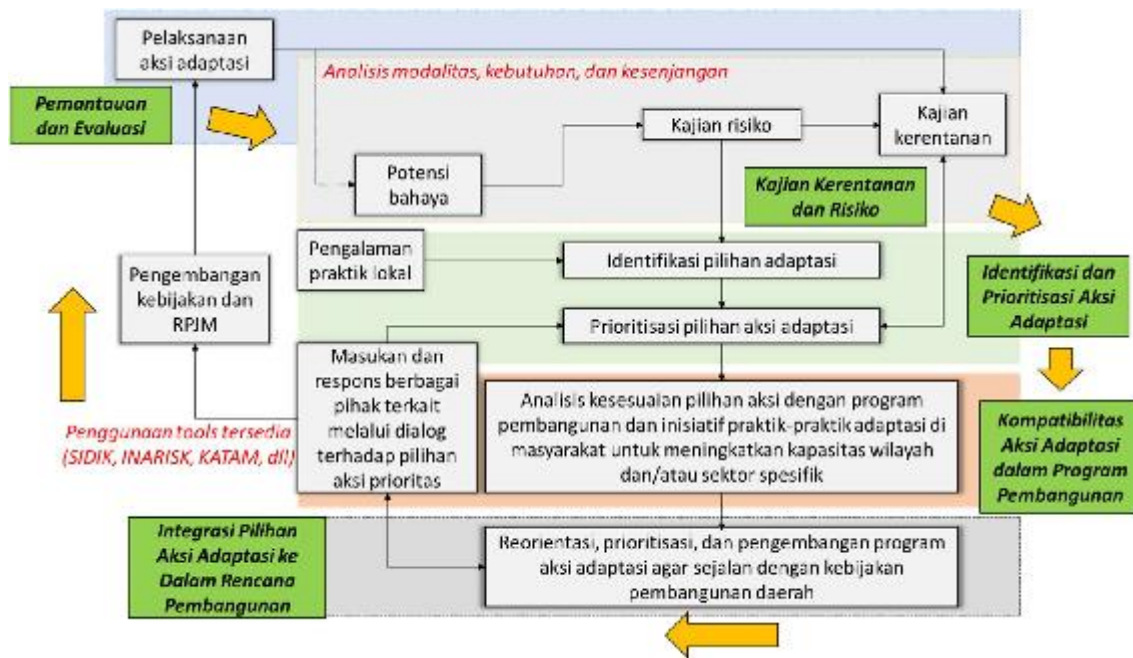 Pelaksanaan
aksi adaptasi
Analisis modalitas, kebutuhan, dan kesenjangan
Pemantauan
dan Evaluasi
Kajian risiko
Kajian
kerentanan
Potensi
bahaya
Kajian Kerentanan
dan Risiko
Pengalaman
praktik lokal
Identifikasi pilihan adaptasi
Pengembangan
kebijakan dan
RPJM
Identifikasi dan
Prioritisasi Aksi
Adaptasi
Prioritisasi pilihan aksi adaptasi
Masukan dan
respons berbagai
pihak terkait
melalui dialog
terhadap pilihan
aksi prioritas
Analisis kesesuaian pilihan aksi dengan program
pembangunan dan inisiatif praktik-praktik adaptasi di
masyarakat untuk meningkatkan kapasitas wilayah
dan/atau sektor spesifik
Penggunaan tools tersedia
(SIDIK, INARISK, KATAM, dll)
Kompatibilitas
Aksi Adaptasi
dalam Program
Pembangunan
Integrasi Pilihan
Aksi Adaptasi ke
Dalam Rencana
Pembangunan
Reorientasi, prioritisasi, dan pengembangan program
aksi adaptasi agar sejalan dengan kebijakan
pembangunan daerah